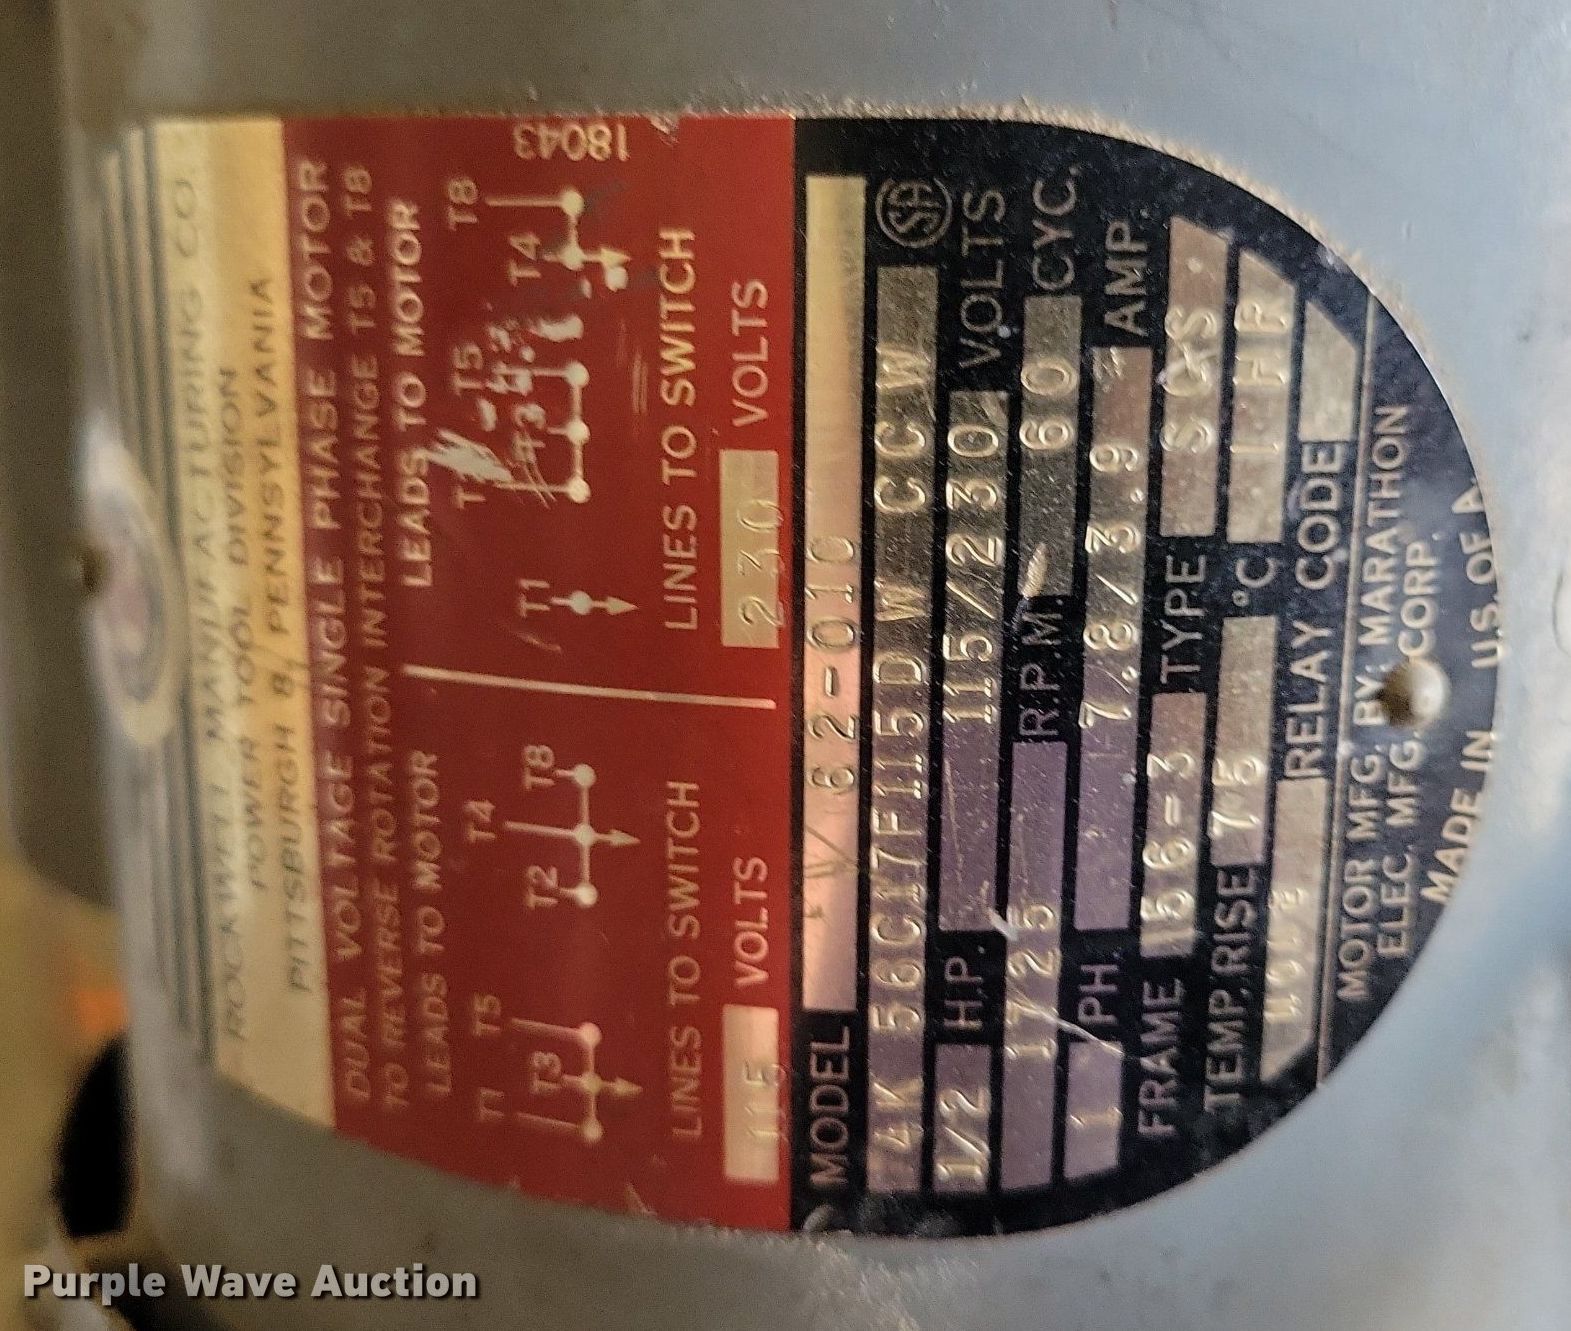 ROCKWELL MANUFACTURING CO.
POWER TOOL DIVISION
PITTSBURGH 8, PENNSYLVANIA
DUAL VOLTAGE SINGLE PHASE MOTOR
TO REVERSE ROTATION INTERCHANGE T5 & T8
LEADS TO MOTOR
T1 T5 T4
T3 T2 T8
LINES TO SWITCH
115 VOLTS
LEADS TO MOTOR
T5 T8
T1 T3 T4
LINES TO SWITCH
230 VOLTS
18043
MODEL 62-010
4K 56C17F115D W CCW SA
1/2 H.P. 115/230 VOLTS
1725 R.P.M. 60 CYC.
1 PH. 7.8/3.9 AMP.
FRAME 56-3 TYPE SCS
TEMP. RISE 75 °C 1 HR
RELAY CODE
MOTOR MFG. BY: MARATHON
ELEC. MFG. CORP.
MADE IN U.S. OF A.
Purple Wave Auction